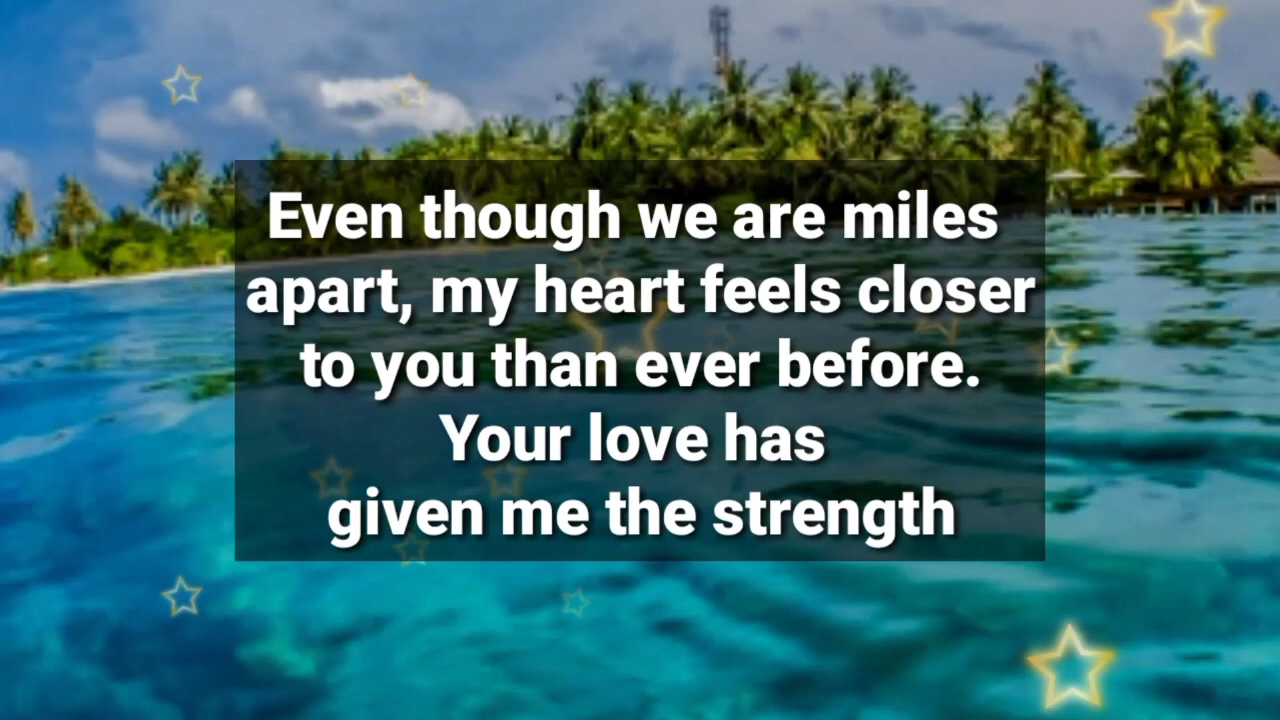 Even though we are miles
apart, my heart feels closer
to you than ever before.
Your love has
given me the strength